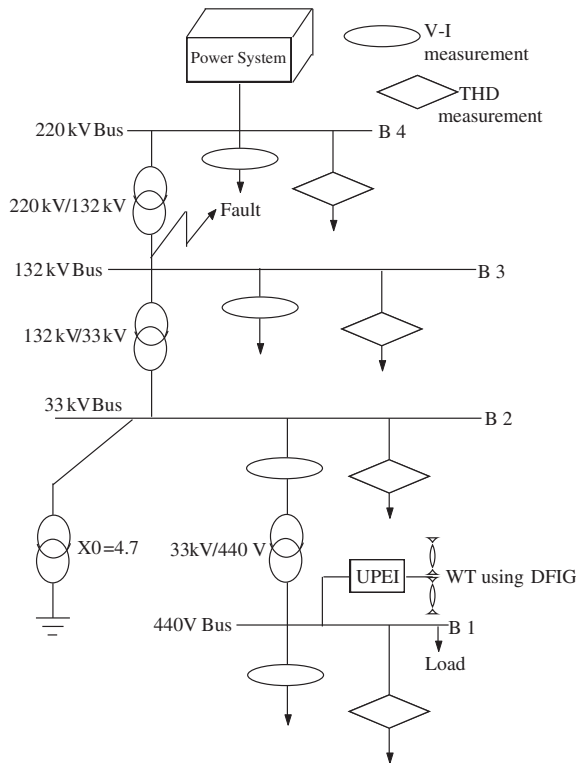 Power System
V-I
measurement
THD
measurement
220 kV Bus
B 4
220 kV/132 kV
Fault
132 kV Bus
B 3
132 kV/33 kV
33 kV Bus
B 2
X0=4.7
33kV/440 V
UPEI
WT using DFIG
440V Bus
B 1
Load